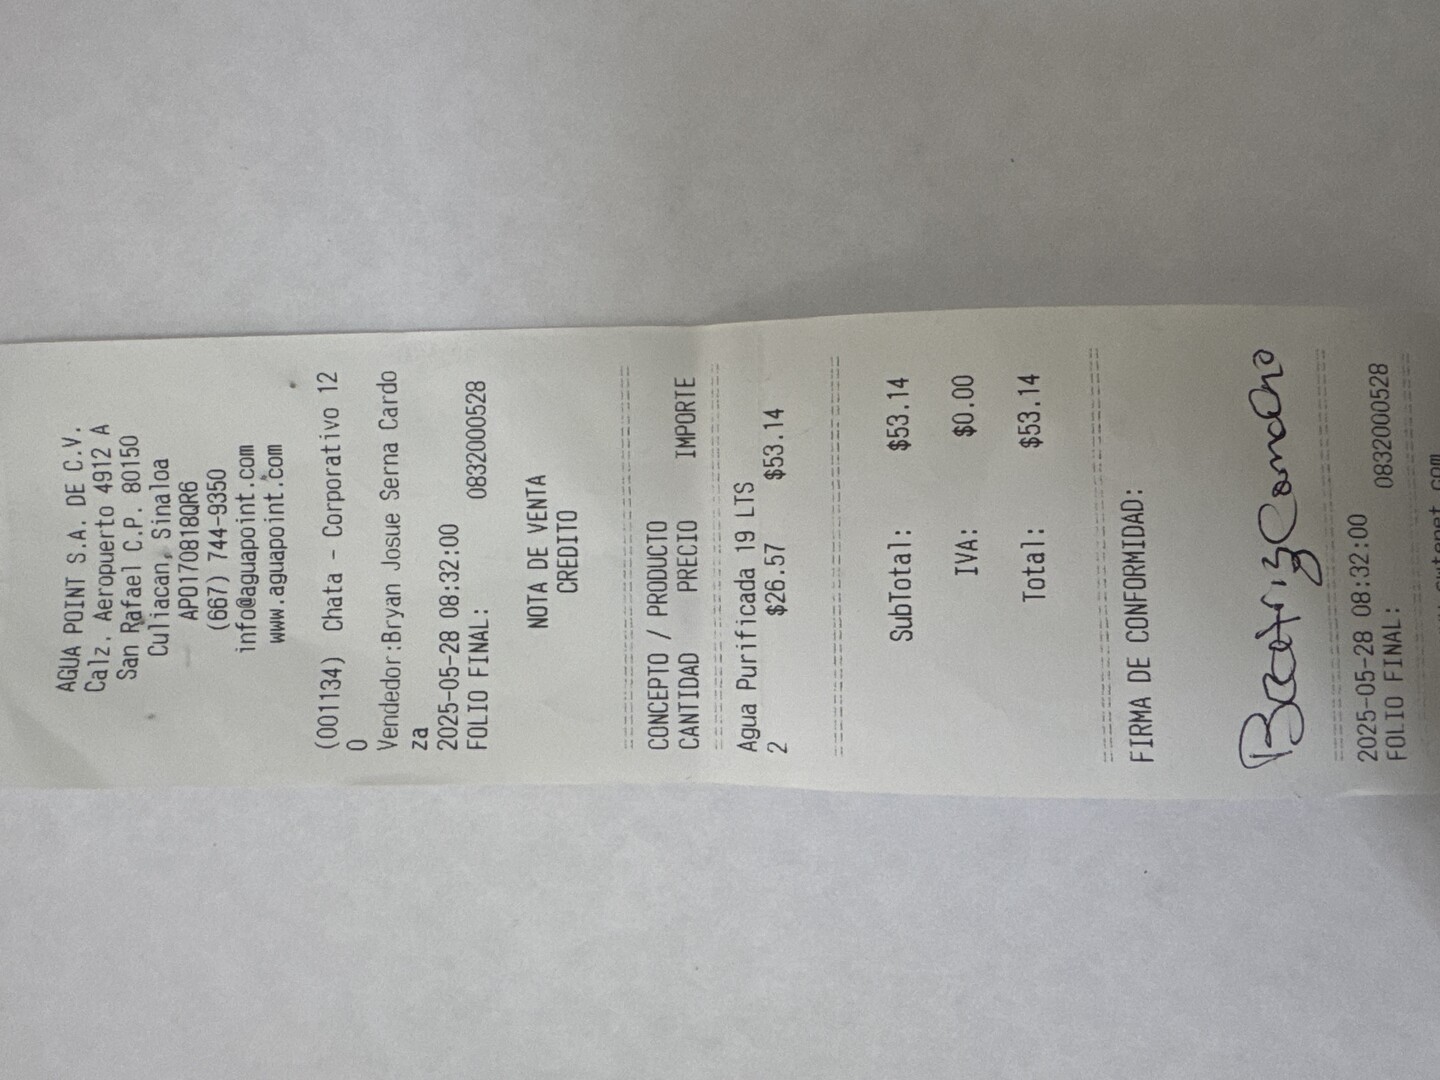 AGUA POINT S.A. DE C.V.
Calz. Aeropuerto 4912 A
San Rafael C.P. 80150
Culiacan, Sinaloa
APO170818QR6
(667) 744-9350
info@aguapoint.com
www.aguapoint.com
(001134) Chata - Corporativo 12
0
Vendedor:Bryan Josue Serna Cardo
za
2025-05-28 08:32:00
FOLIO FINAL: 0832000528
NOTA DE VENTA
CREDITO
CONCEPTO / PRODUCTO
CANTIDAD PRECIO IMPORTE
Agua Purificada 19 LTS
2 $26.57 $53.14
SubTotal: $53.14
IVA: $0.00
Total: $53.14
FIRMA DE CONFORMIDAD:
Beatriz Camacho
2025-05-28 08:32:00
FOLIO FINAL: 0832000528